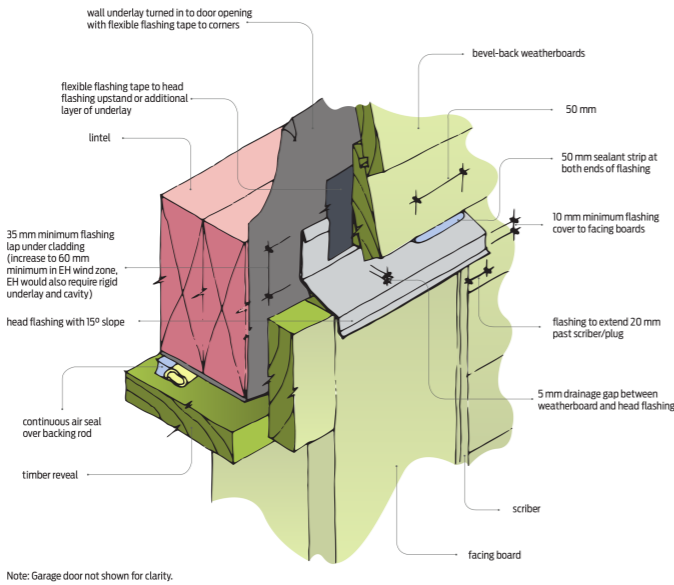 wall underlay turned in to door opening
with flexible flashing tape to corners
bevel-back weatherboards
flexible flashing tape to head
flashing upstand or additional
layer of underlay
50 mm
lintel
50 mm sealant strip at
both ends of flashing
10 mm minimum flashing
cover to facing boards
35 mm minimum flashing
lap under cladding
(increase to 60 mm
minimum in EH wind zone,
EH would also require rigid
underlay and cavity)
head flashing with 15º slope
flashing to extend 20 mm
past scriber/plug
5 mm drainage gap between
weatherboard and head flashing
continuous air seal
over backing rod
timber reveal
scriber
facing board
Note: Garage door not shown for clarity.